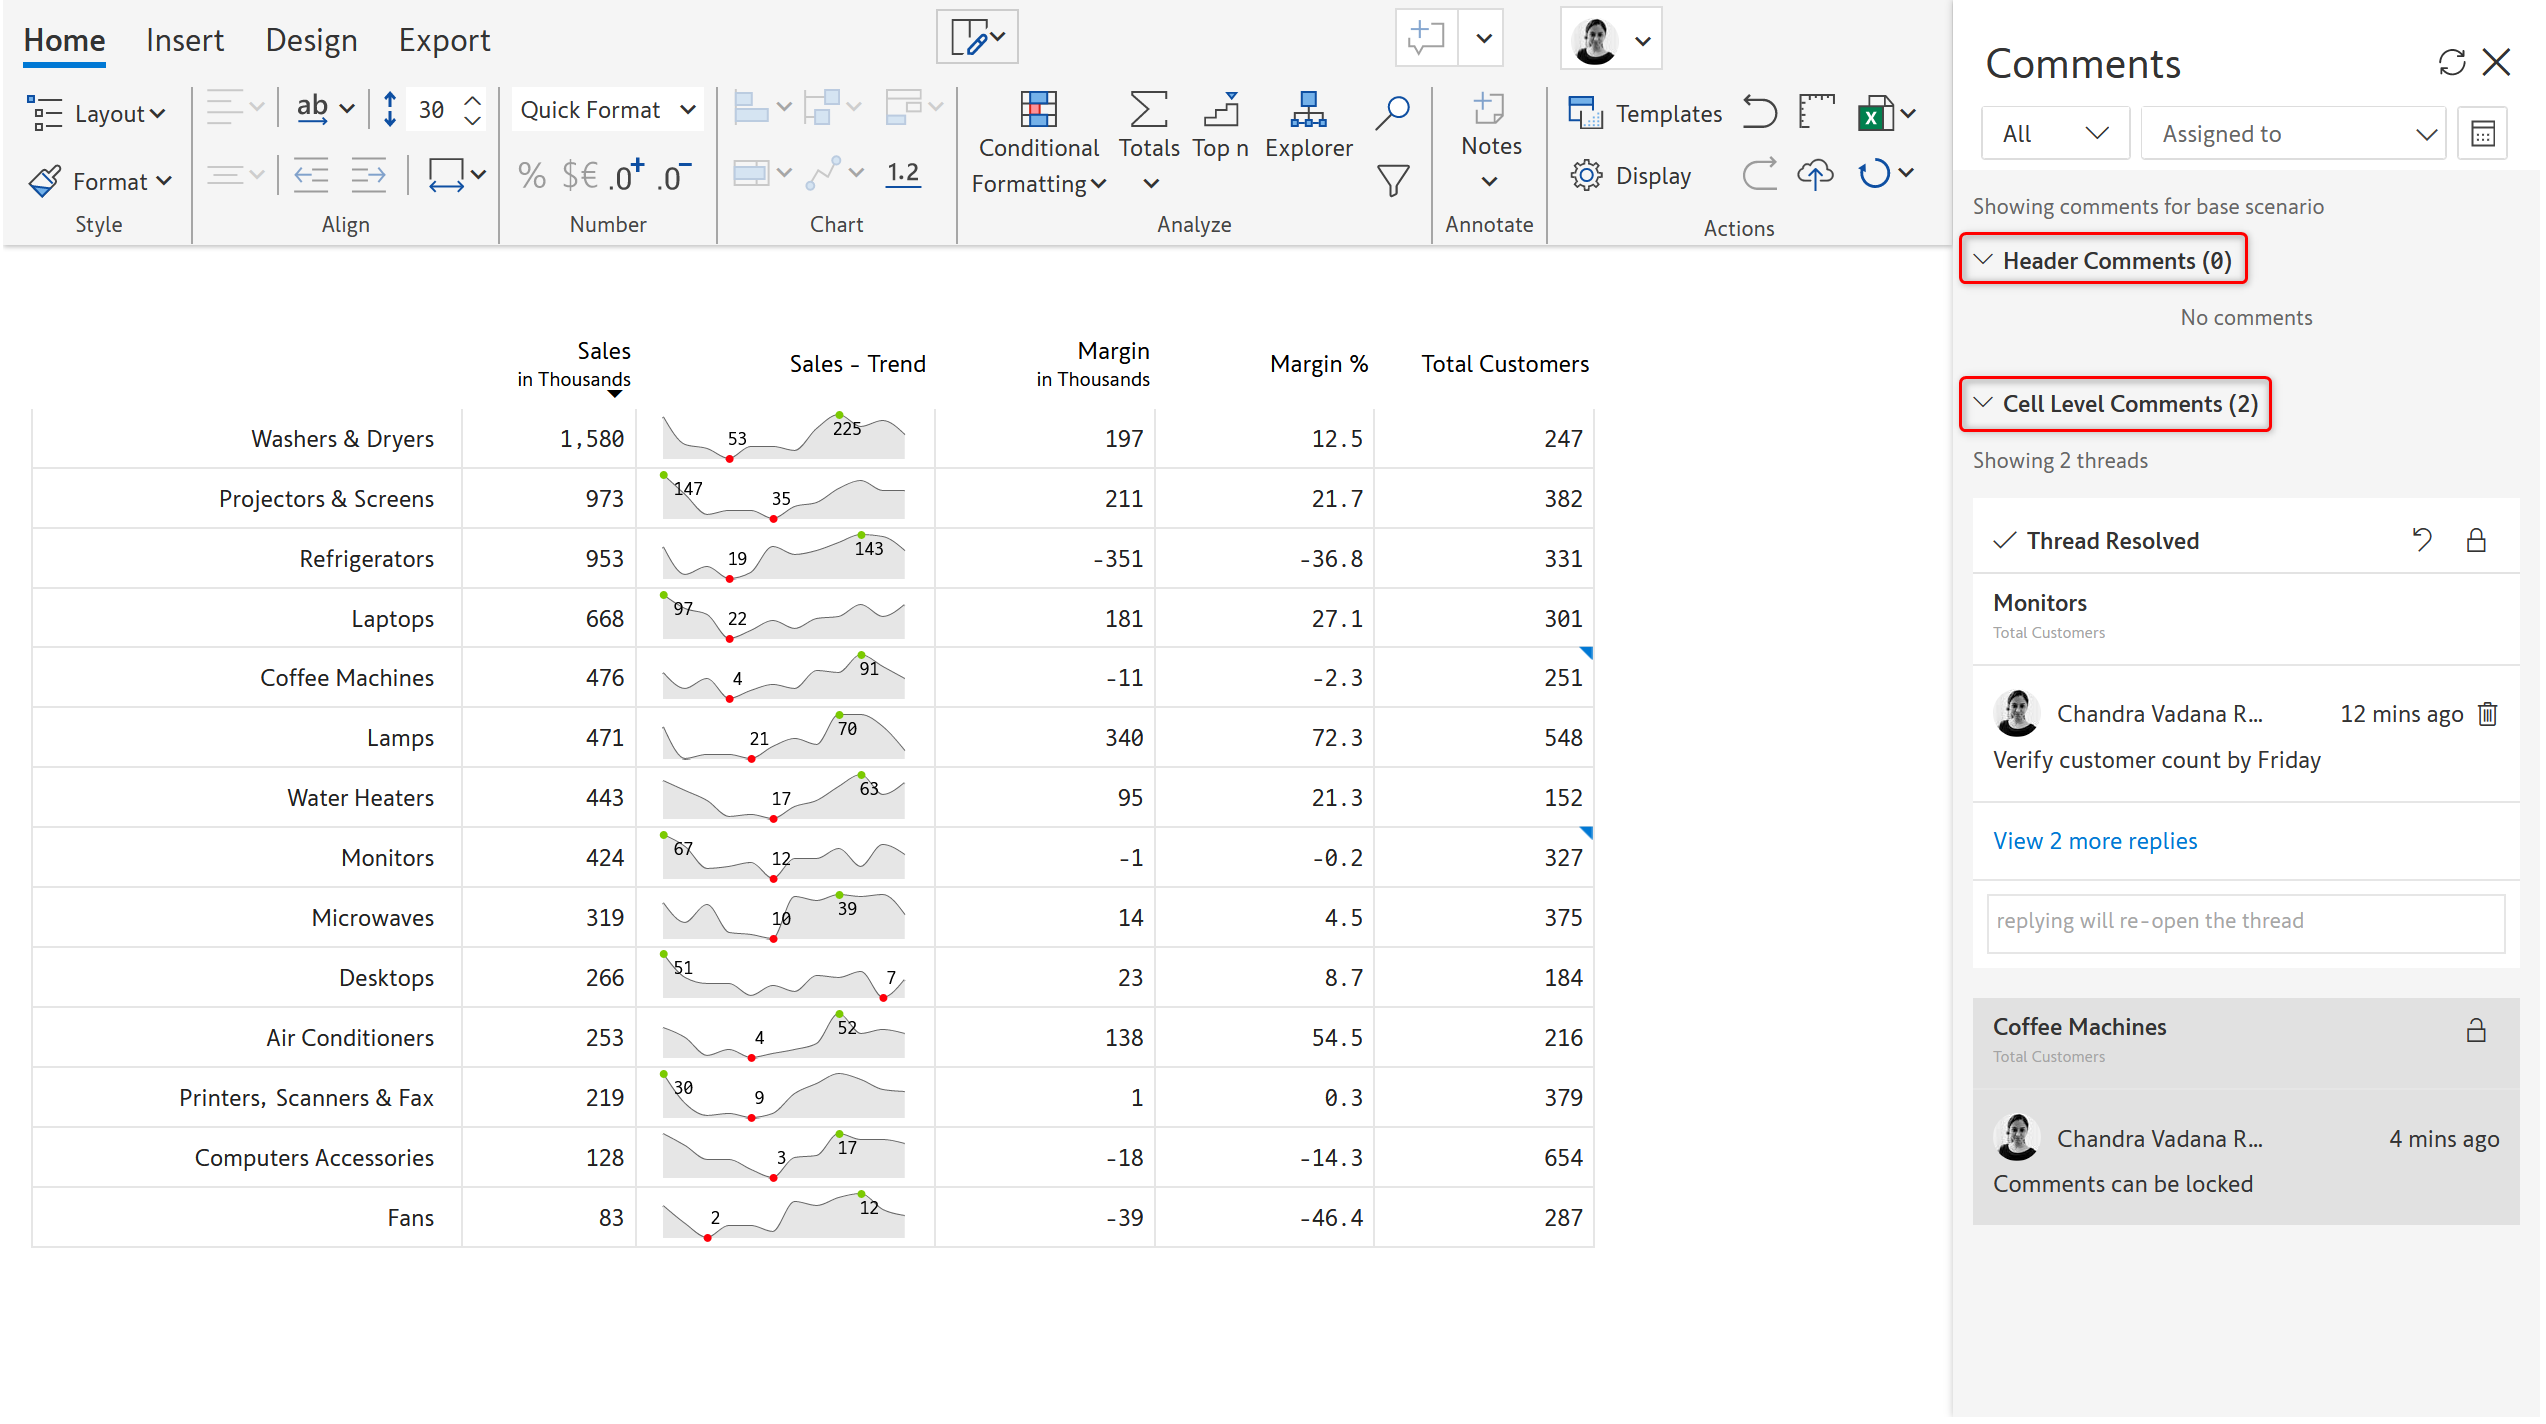 Home Insert Design Export
Layout ab 30 Quick Format
Conditional Formatting Totals Top n Explorer
Notes
Templates
Format % $€ .0+ .0- 1.2
Display
Style Align Number Chart Analyze Annotate Actions
Sales in Thousands Sales - Trend Margin in Thousands Margin % Total Customers
Washers & Dryers 1,580 53 225 197 12.5 247
Projectors & Screens 973 147 35 211 21.7 382
Refrigerators 953 19 143 -351 -36.8 331
Laptops 668 97 22 181 27.1 301
Coffee Machines 476 4 91 -11 -2.3 251
Lamps 471 21 70 340 72.3 548
Water Heaters 443 17 63 95 21.3 152
Monitors 424 67 12 -1 -0.2 327
Microwaves 319 10 39 14 4.5 375
Desktops 266 51 7 23 8.7 184
Air Conditioners 253 4 52 138 54.5 216
Printers, Scanners & Fax 219 30 9 1 0.3 379
Computers Accessories 128 3 17 -18 -14.3 654
Fans 83 2 12 -39 -46.4 287
Comments
All Assigned to
Showing comments for base scenario
Header Comments (0)
No comments
Cell Level Comments (2)
Showing 2 threads
Thread Resolved
Monitors
Total Customers
Chandra Vadana R... 12 mins ago
Verify customer count by Friday
View 2 more replies
replying will re-open the thread
Coffee Machines
Total Customers
Chandra Vadana R... 4 mins ago
Comments can be locked